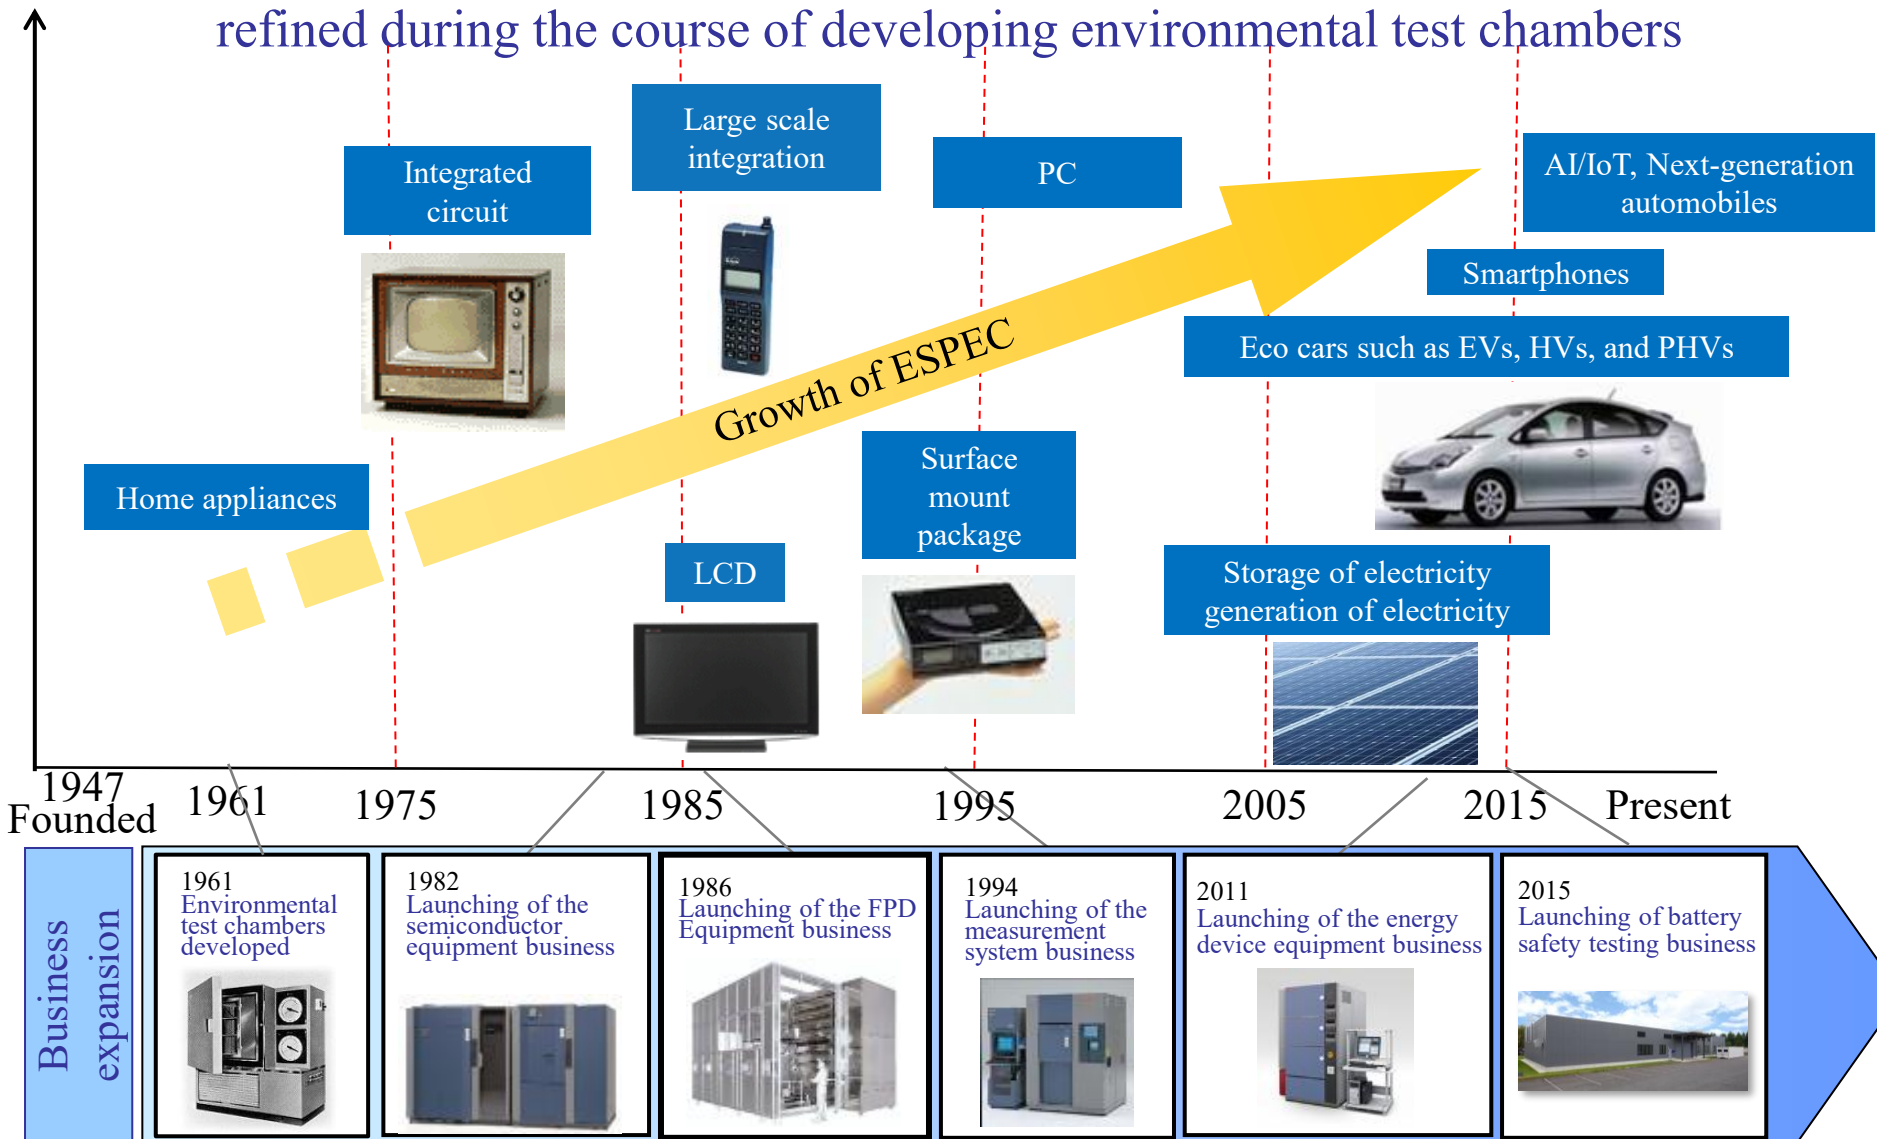 refined during the course of developing environmental test chambers
Large scale
integration
Integrated
circuit
PC
AI/IoT, Next-generation
automobiles
Smartphones
Eco cars such as EVs, HVs, and PHVs
Growth of ESPEC
Home appliances
Surface
mount
package
LCD
Storage of electricity
generation of electricity
1947
Founded
1961
1975
1985
1995
2005
2015
Present
Business
expansion
1961
Environmental
test chambers
developed
1982
Launching of the
semiconductor
equipment business
1986
Launching of the FPD
Equipment business
1994
Launching of the
measurement
system business
2011
Launching of the energy
device equipment business
2015
Launching of battery
safety testing business